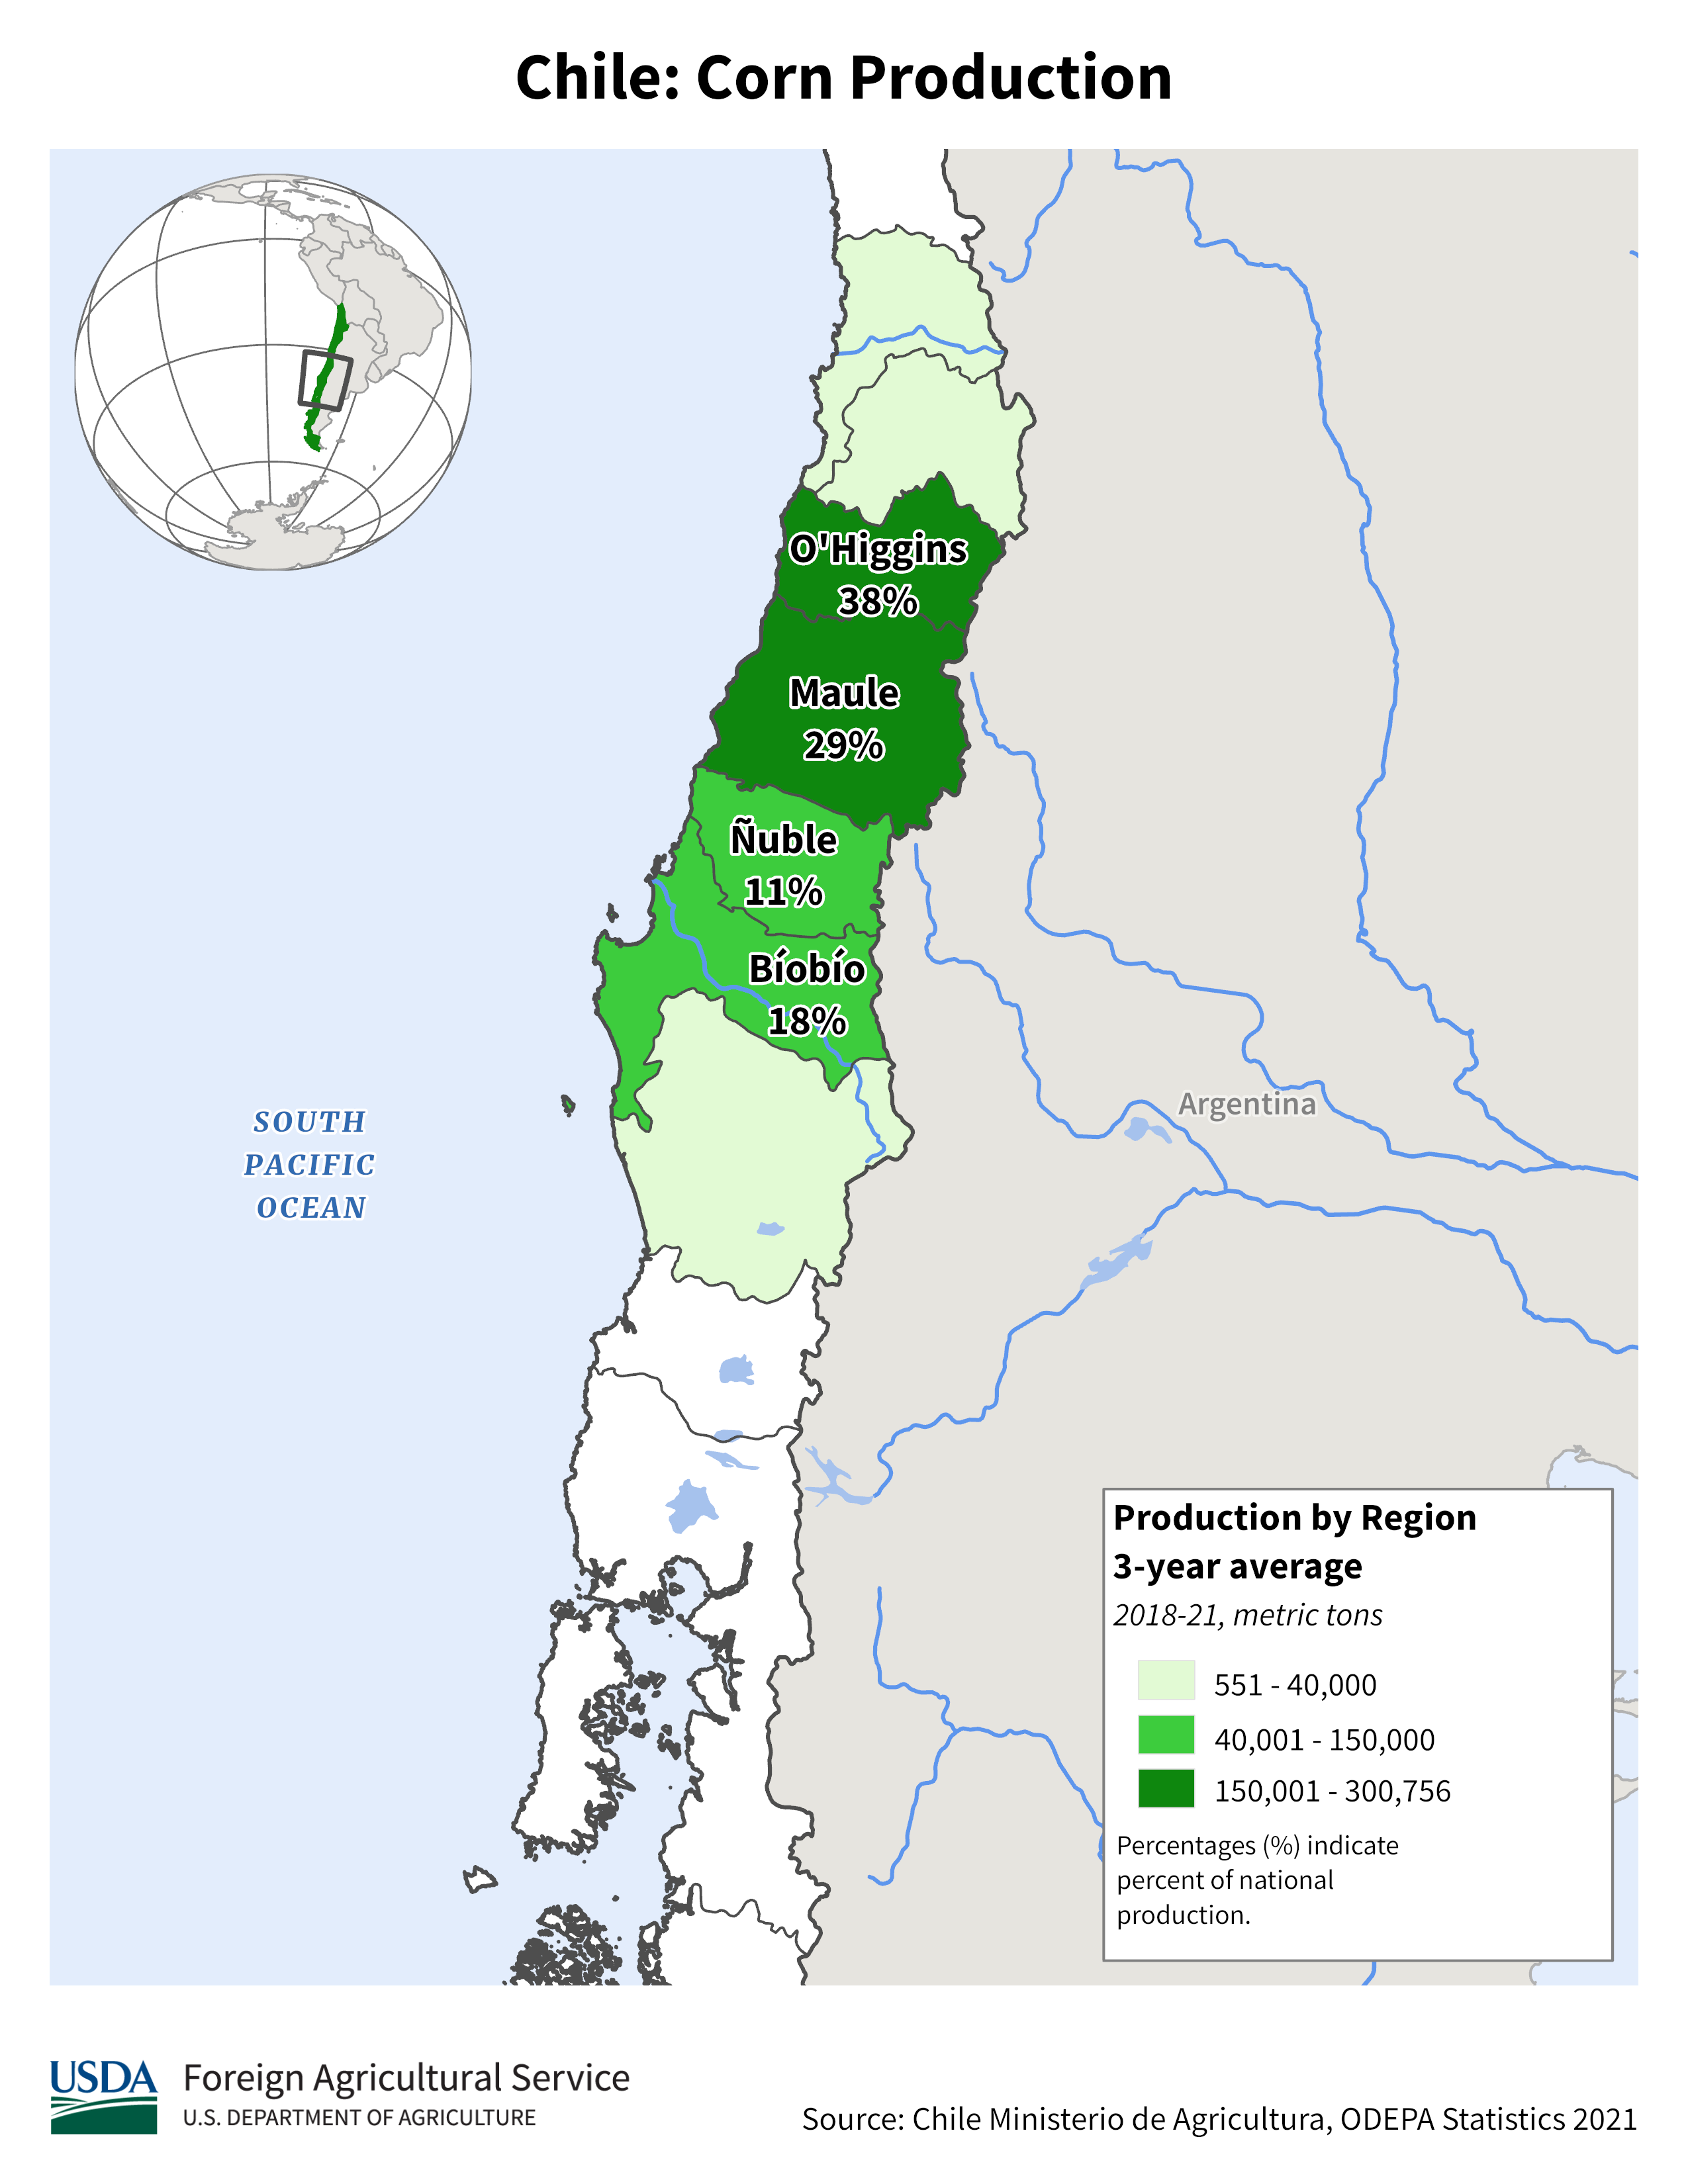 Chile: Corn Production
O'Higgins
38%
Maule
29%
Ñuble
11%
Bíobío
18%
SOUTH
PACIFIC
OCEAN
Argentina
Production by Region
3-year average
2018-21, metric tons
551 - 40,000
40,001 - 150,000
150,001 - 300,756
Percentages (%) indicate
percent of national
production.
USDA
Foreign Agricultural Service
U.S. DEPARTMENT OF AGRICULTURE
Source: Chile Ministerio de Agricultura, ODEPA Statistics 2021